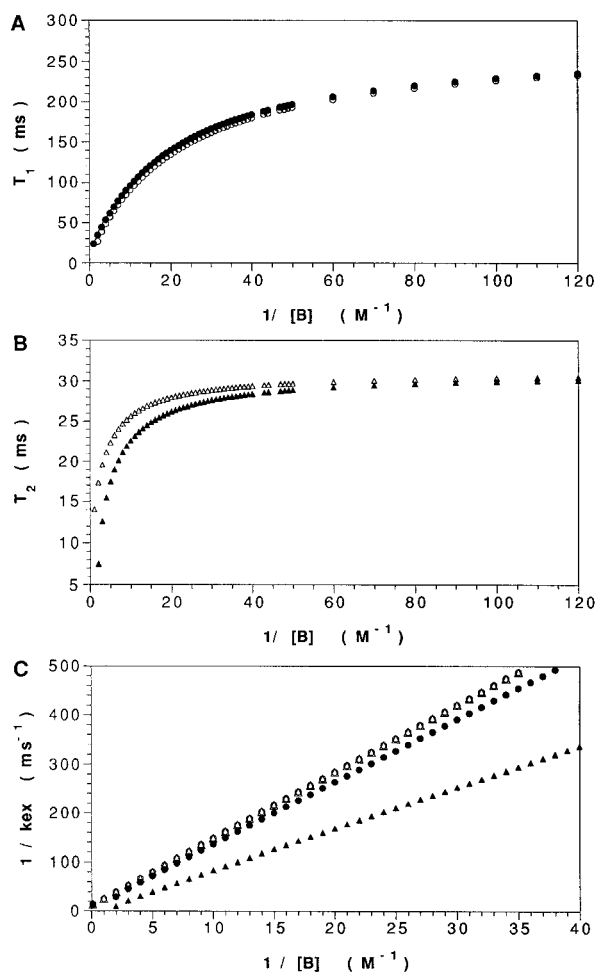 A
300
250
200
150
100
50
0
T1 ( ms )
0 20 40 60 80 100 120
1/ [B] ( M-1 )
B
35
30
25
20
15
10
5
T2 ( ms )
0 20 40 60 80 100 120
1/ [B] ( M-1 )
C
500
400
300
200
100
0
1 / kex ( ms-1 )
0 5 10 15 20 25 30 35 40
1 / [B] ( M-1 )